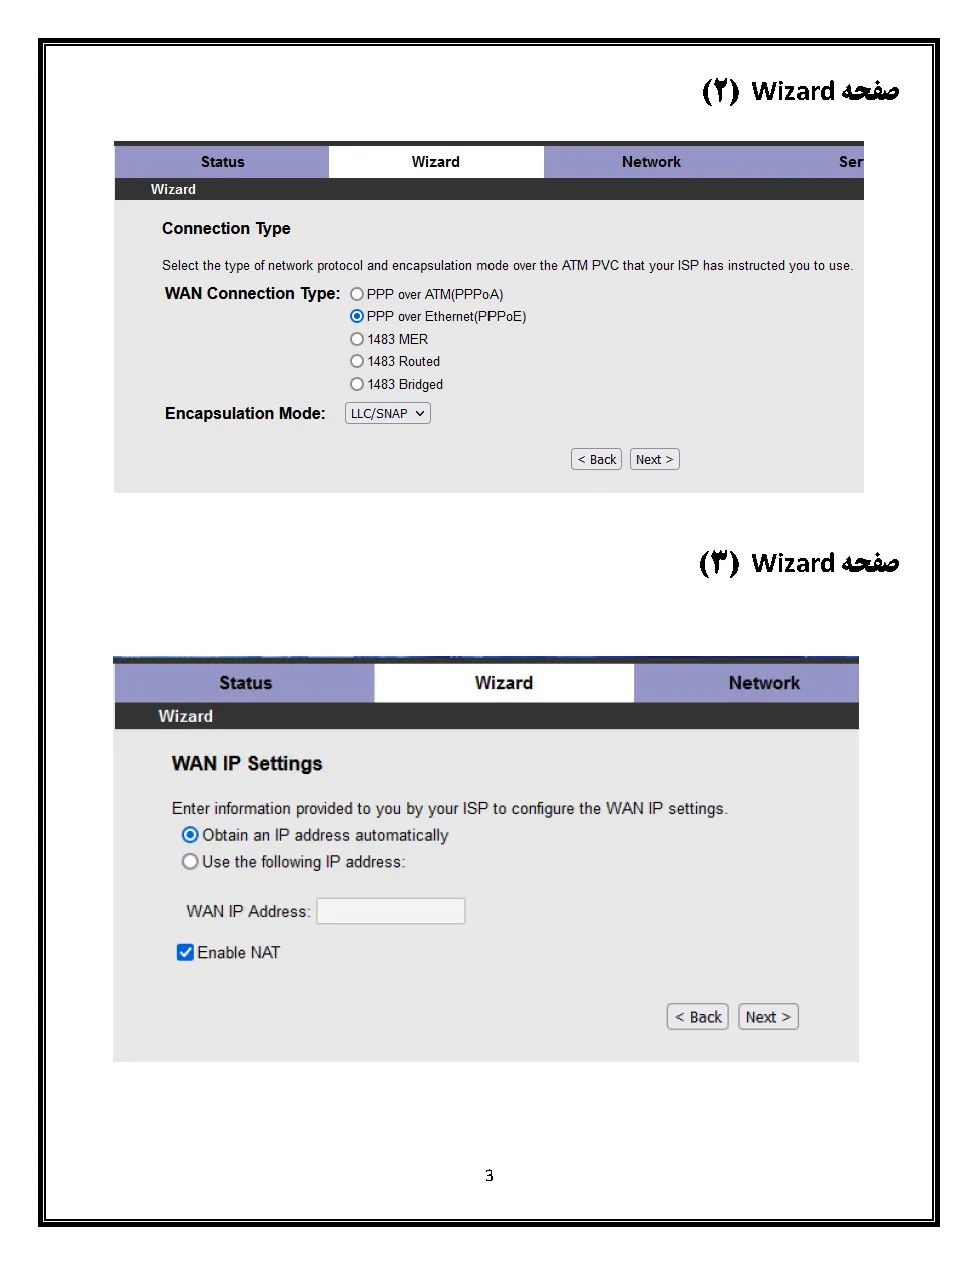 صفحه Wizard (۲)
Status Wizard Network Ser
Wizard
Connection Type
Select the type of network protocol and encapsulation mode over the ATM PVC that your ISP has instructed you to use.
WAN Connection Type: PPP over ATM(PPPoA)
PPP over Ethernet(PPPoE)
1483 MER
1483 Routed
1483 Bridged
Encapsulation Mode: LLC/SNAP
< Back Next >
صفحه Wizard (۳)
Status Wizard Network
Wizard
WAN IP Settings
Enter information provided to you by your ISP to configure the WAN IP settings.
Obtain an IP address automatically
Use the following IP address:
WAN IP Address:
Enable NAT
< Back Next >
3